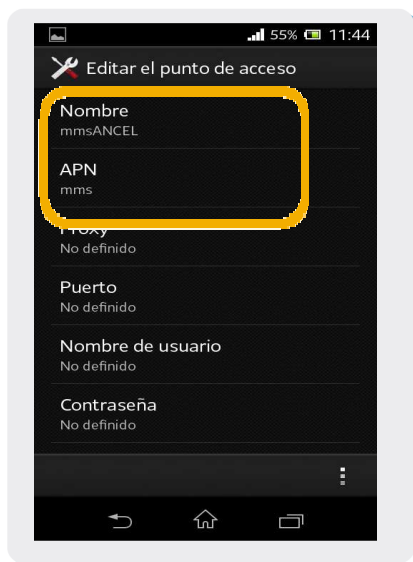 55% 11:44
Editar el punto de acceso
Nombre
mmsANCEL
APN
mms
Proxy
No definido
Puerto
No definido
Nombre de usuario
No definido
Contraseña
No definido